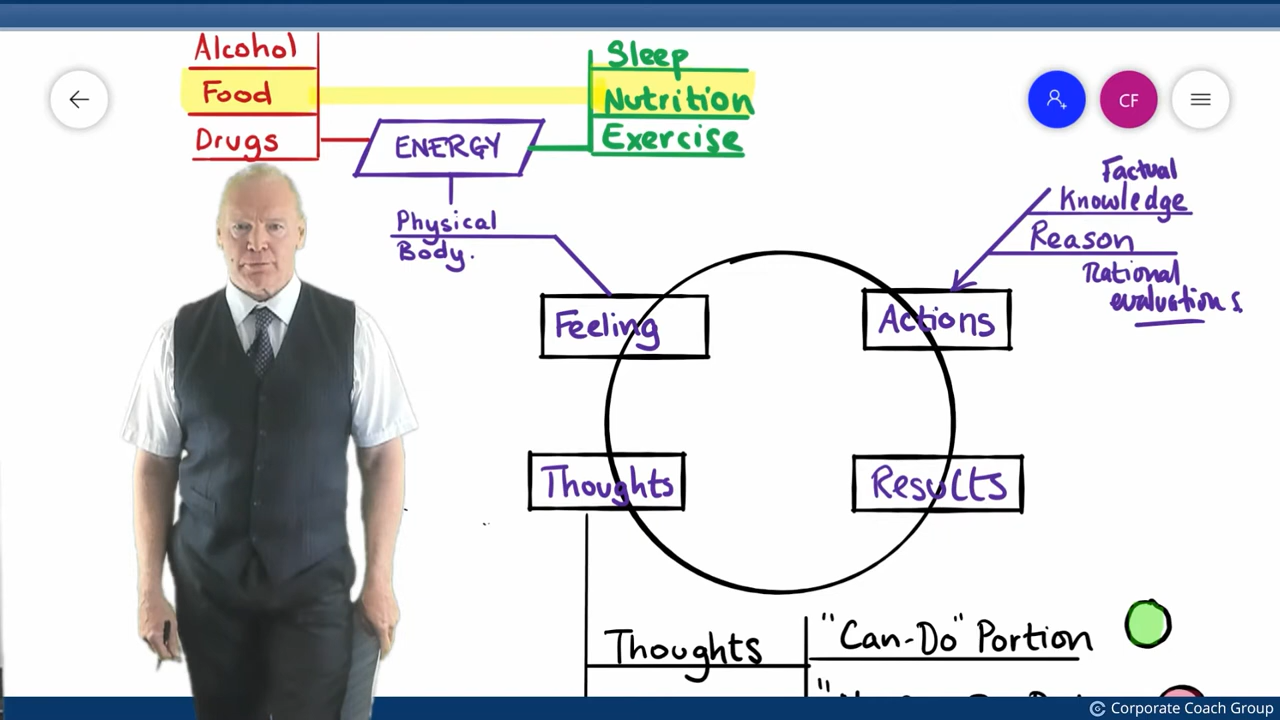 Alcohol
Food
Drugs
Sleep
Nutrition
Exercise
ENERGY
Physical
Body.
CF
Factual
Knowledge
Reason
Rational
evaluations.
Feeling
Actions
Thoughts
Results
Thoughts
"Can-Do" Portion
Corporate Coach Group